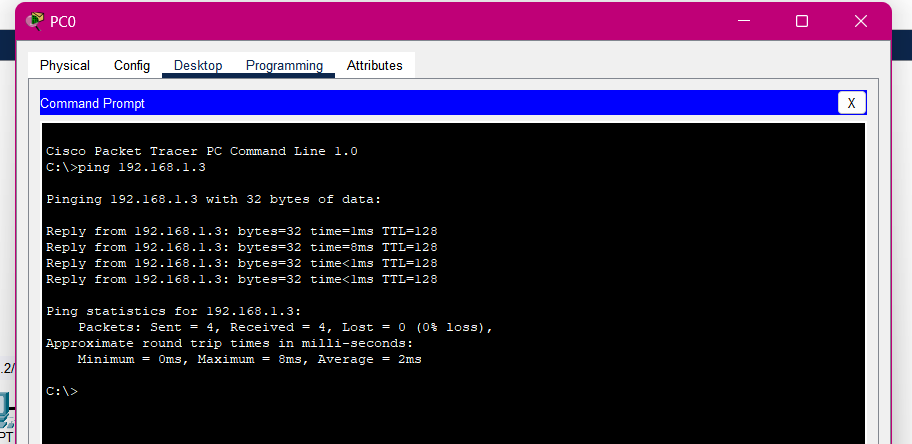 PC0
Physical Config Desktop Programming Attributes
Command Prompt X
Cisco Packet Tracer PC Command Line 1.0
C:\>ping 192.168.1.3
Pinging 192.168.1.3 with 32 bytes of data:
Reply from 192.168.1.3: bytes=32 time=1ms TTL=128
Reply from 192.168.1.3: bytes=32 time=8ms TTL=128
Reply from 192.168.1.3: bytes=32 time<1ms TTL=128
Reply from 192.168.1.3: bytes=32 time<1ms TTL=128
Ping statistics for 192.168.1.3:
Packets: Sent = 4, Received = 4, Lost = 0 (0% loss),
Approximate round trip times in milli-seconds:
Minimum = 0ms, Maximum = 8ms, Average = 2ms
.2/
C:\>
PT